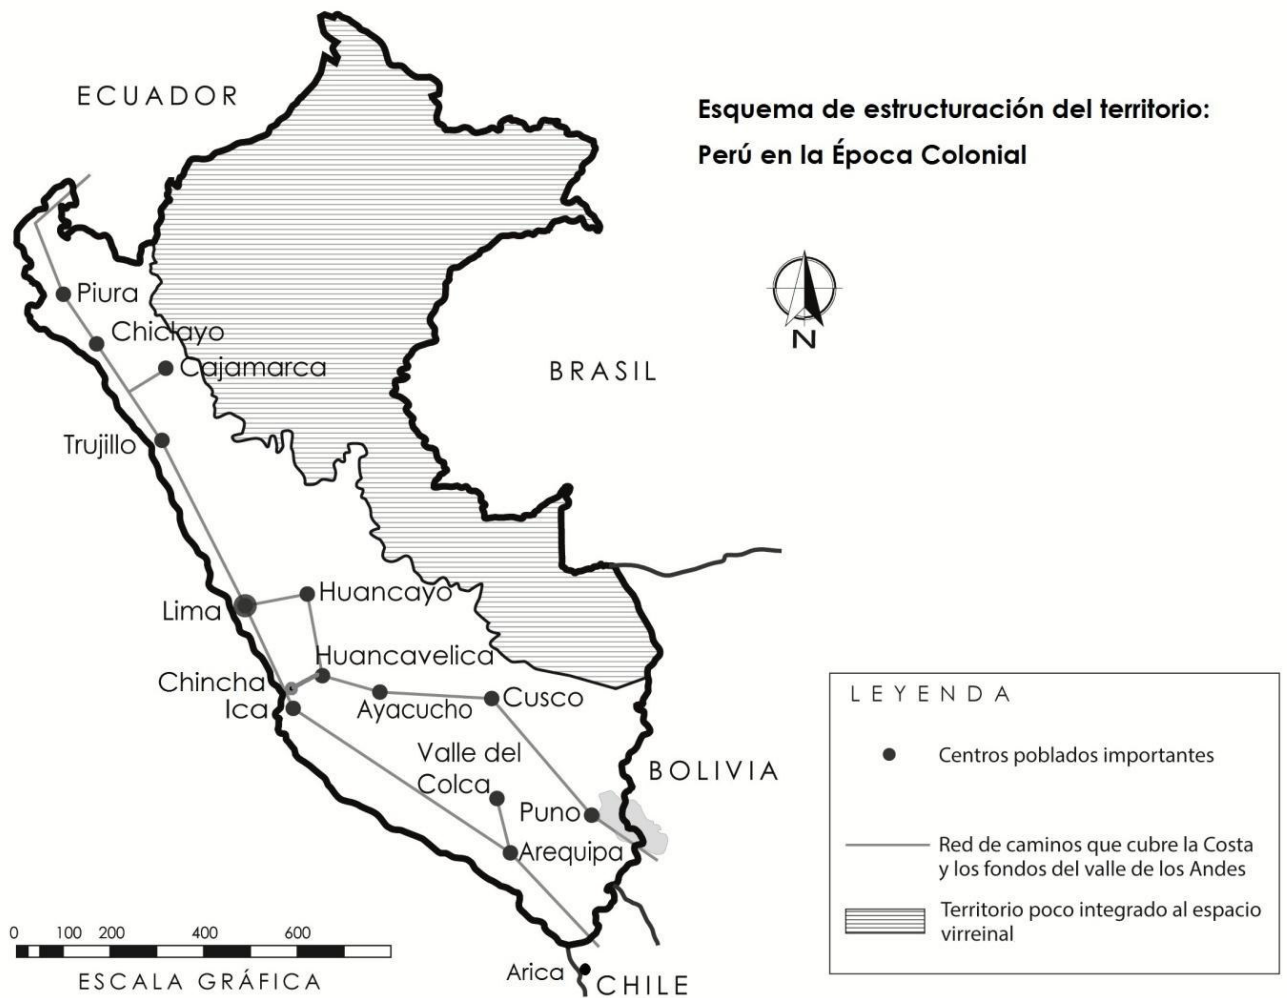 ECUADOR
Esquema de estructuración del territorio:
Perú en la Época Colonial
Piura
Chiclayo
Cajamarca
N
BRASIL
Trujillo
Huancayo
Lima
Huancavelica
Chincha
Ica
Ayacucho
Cusco
Valle del
Colca
BOLIVIA
Puno
Arequipa
LEYENDA
Centros poblados importantes
Red de caminos que cubre la Costa
y los fondos del valle de los Andes
Territorio poco integrado al espacio
virreinal
0 100 200 400 600
ESCALA GRÁFICA
Arica
CHILE